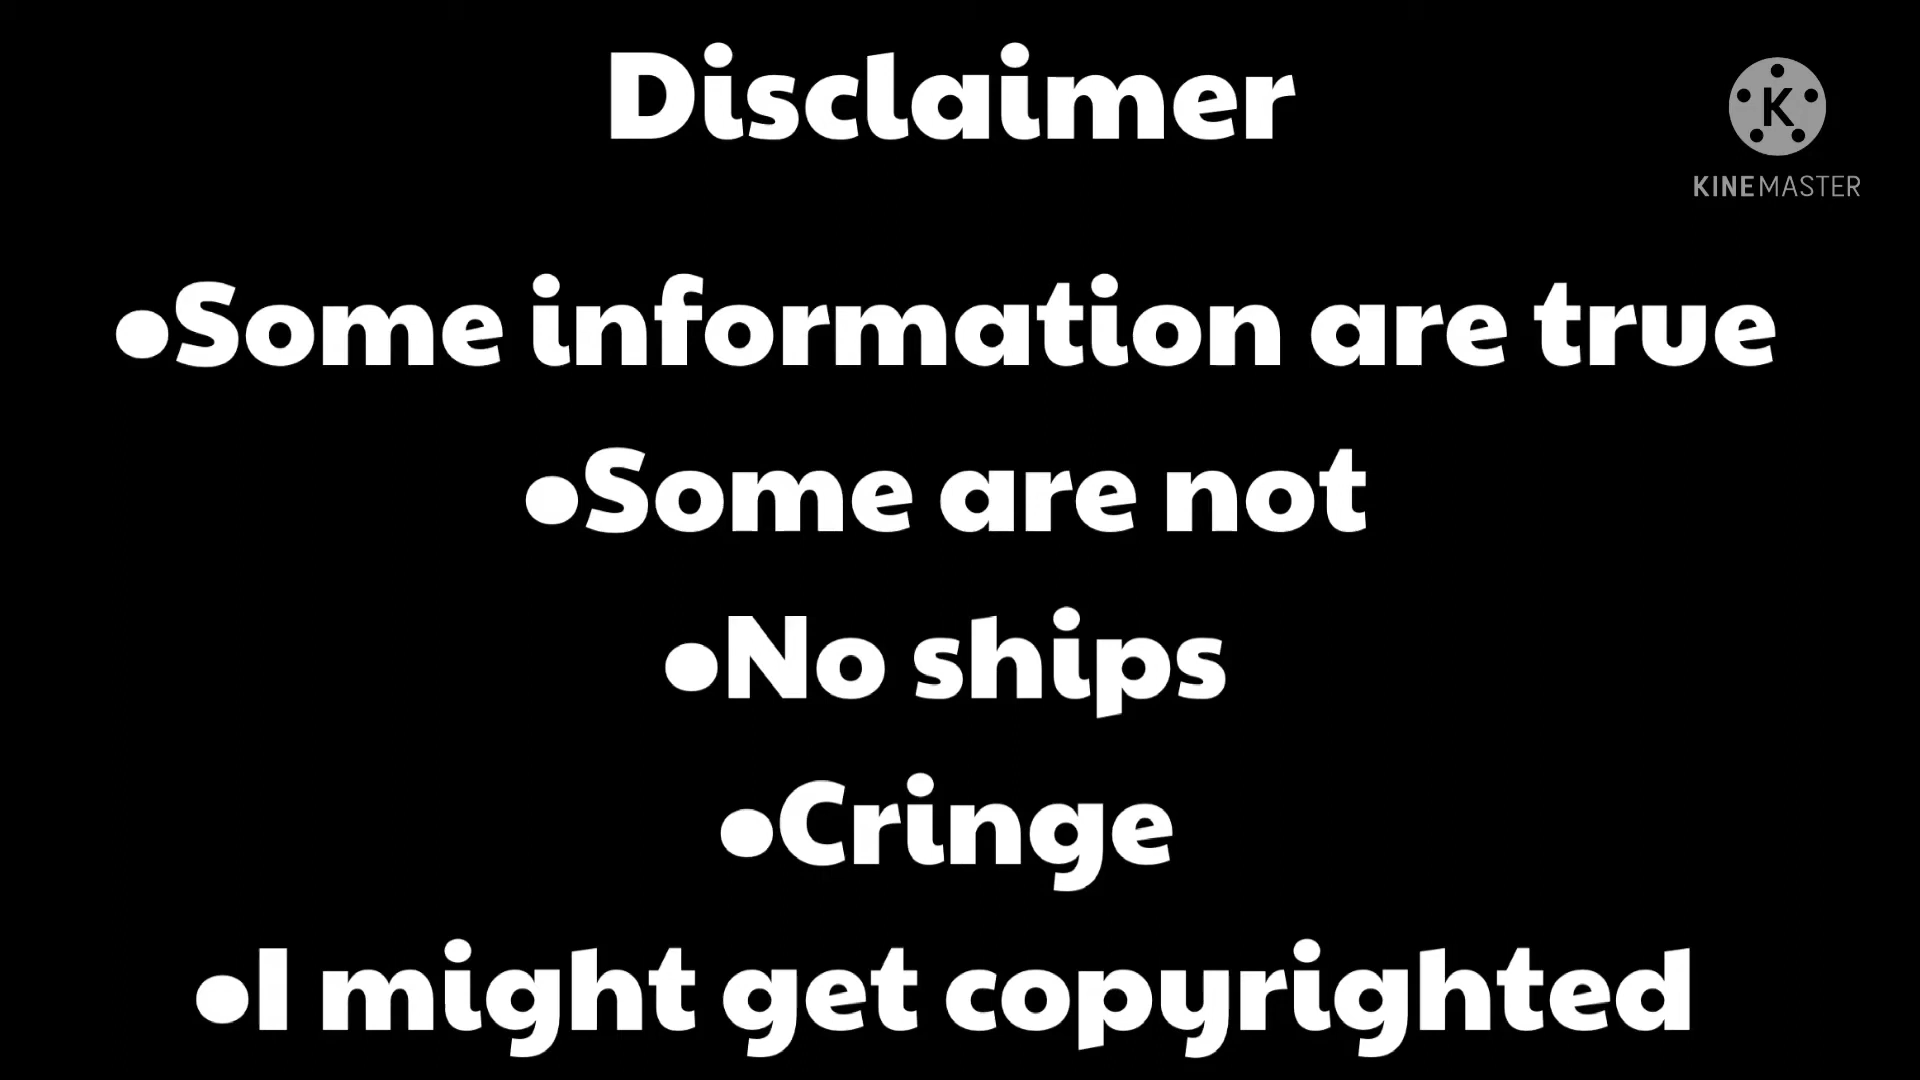 Disclaimer
K
KINEMASTER
•Some information are true
•Some are not
•No ships
•Cringe
•I might get copyrighted